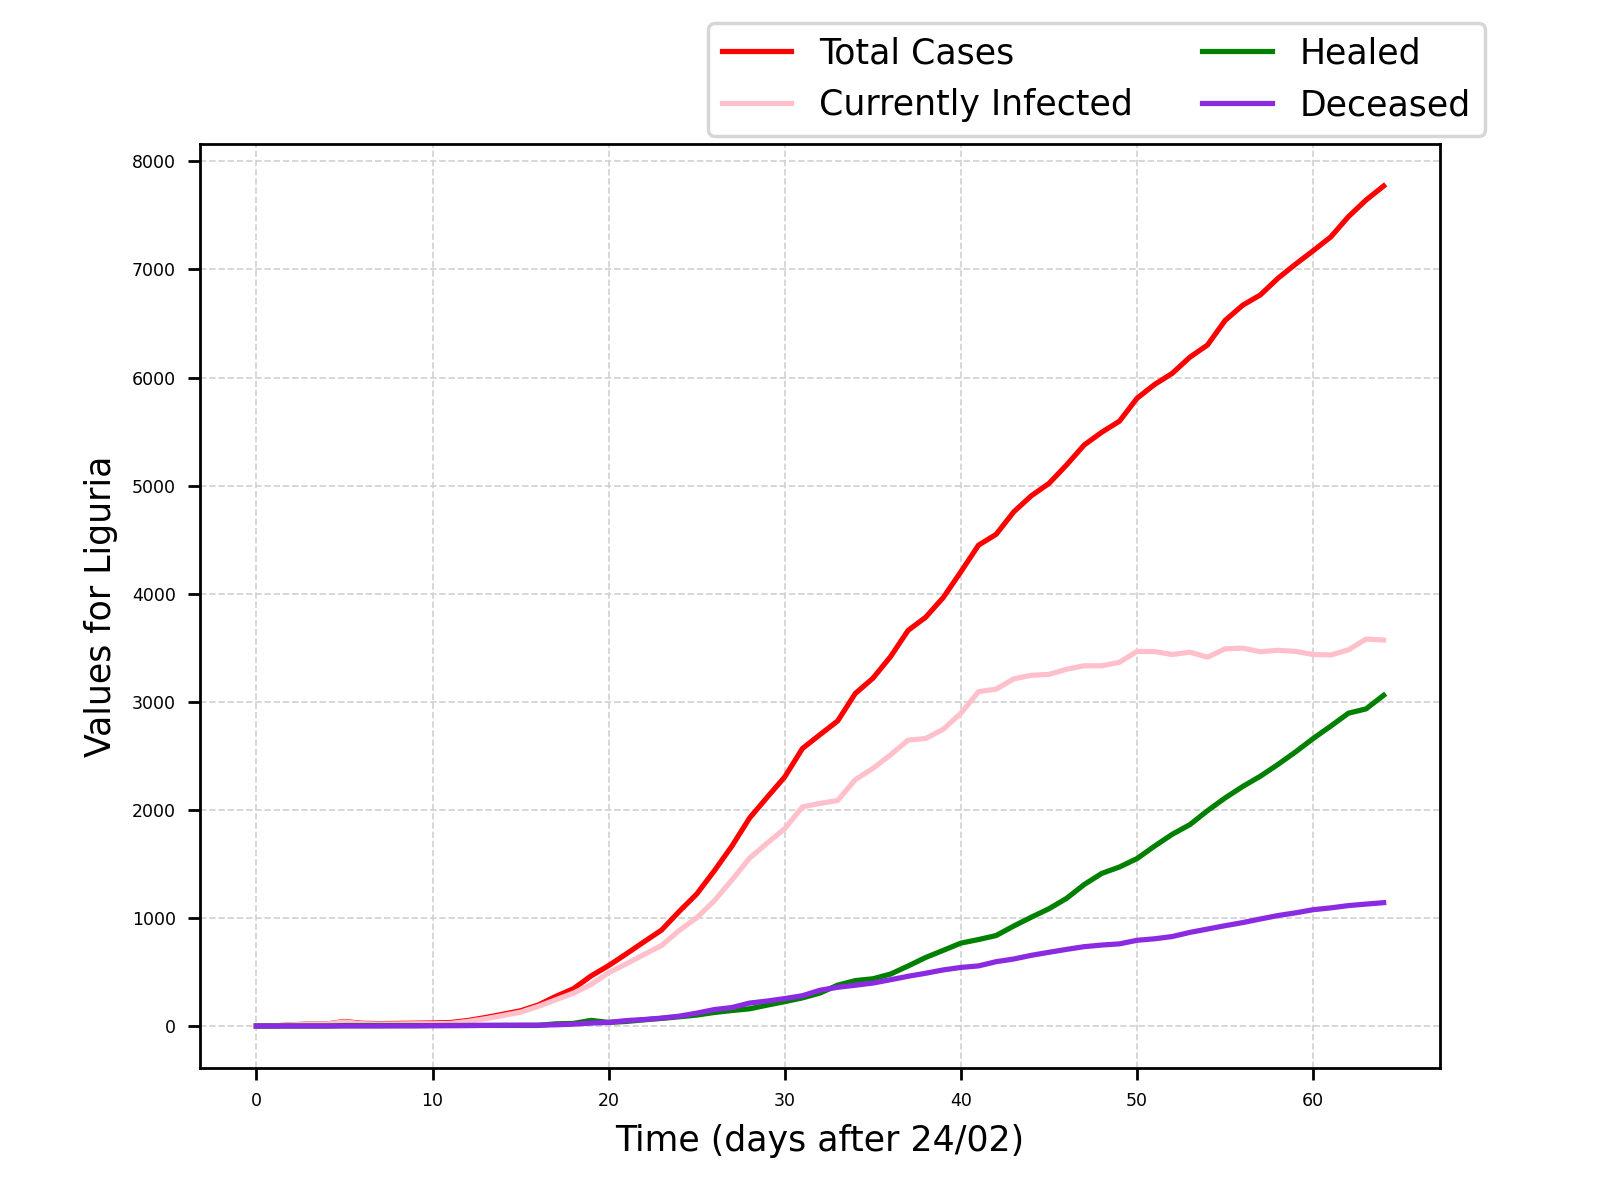 Total Cases
Currently Infected
Healed
Deceased
8000
7000
6000
5000
4000
3000
2000
1000
0
Values for Liguria
0 10 20 30 40 50 60
Time (days after 24/02)